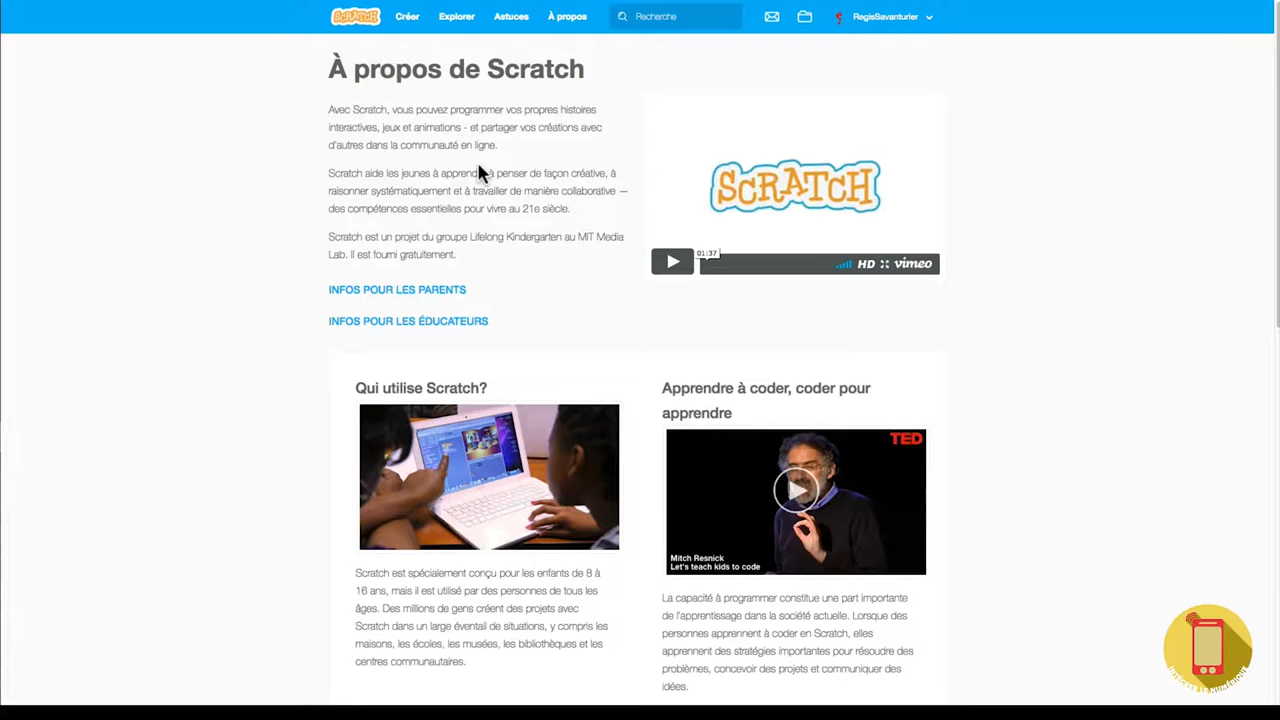 SCRATCH Créer Explorer Astuces À propos Recherche RegisSavanturier
À propos de Scratch
Avec Scratch, vous pouvez programmer vos propres histoires
interactives, jeux et animations - et partager vos créations avec
d'autres dans la communauté en ligne.
Scratch aide les jeunes à apprendre à penser de façon créative, à
raisonner systématiquement et à travailler de manière collaborative —
des compétences essentielles pour vivre au 21e siècle.
Scratch est un projet du groupe Lifelong Kindergarten au MIT Media
Lab. Il est fourni gratuitement.
INFOS POUR LES PARENTS
INFOS POUR LES ÉDUCATEURS
SCRATCH
01:37
HD vimeo
Qui utilise Scratch?
Scratch est spécialement conçu pour les enfants de 8 à
16 ans, mais il est utilisé par des personnes de tous les
âges. Des millions de gens créent des projets avec
Scratch dans un large éventail de situations, y compris les
maisons, les écoles, les musées, les bibliothèques et les
centres communautaires.
Apprendre à coder, coder pour
apprendre
TED
Mitch Resnick
Let's teach kids to code
La capacité à programmer constitue une part importante
de l'apprentissage dans la société actuelle. Lorsque des
personnes apprennent à coder en Scratch, elles
apprennent des stratégies importantes pour résoudre des
problèmes, concevoir des projets et communiquer des
idées.